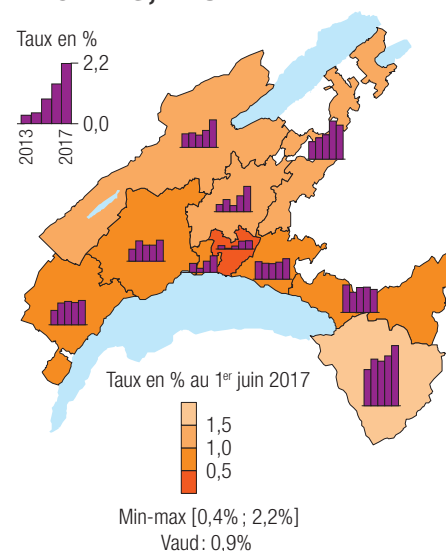 Taux en %
2,2
0,0
2013
2017
Taux en % au 1er juin 2017
1,5
1,0
0,5
Min-max [0,4% ; 2,2%]
Vaud: 0,9%